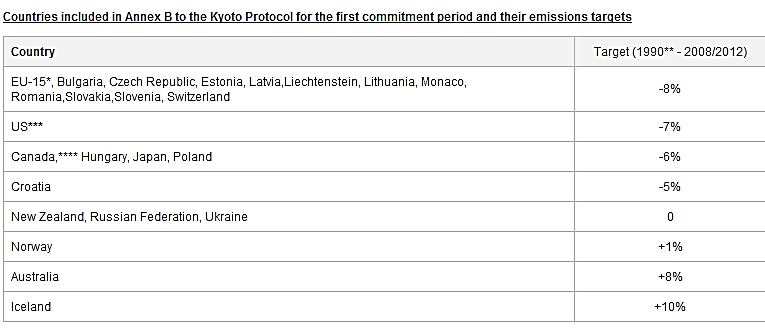 Countries included in Annex B to the Kyoto Protocol for the first commitment period and their emissions targets
Country Target (1990** - 2008/2012)
EU-15*, Bulgaria, Czech Republic, Estonia, Latvia,Liechtenstein, Lithuania, Monaco,
Romania,Slovakia,Slovenia, Switzerland -8%
US*** -7%
Canada,**** Hungary, Japan, Poland -6%
Croatia -5%
New Zealand, Russian Federation, Ukraine 0
Norway +1%
Australia +8%
Iceland +10%